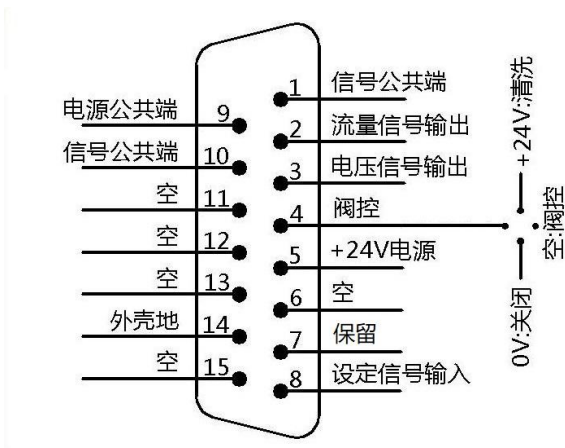 1 信号公共端
2 流量信号输出
3 电压信号输出
4 阀控
5 +24V电源
6 空
7 保留
8 设定信号输入
电源公共端 9
信号公共端 10
空 11
空 12
空 13
外壳地 14
空 15
+24V:清洗
空:阀控
0V:关闭